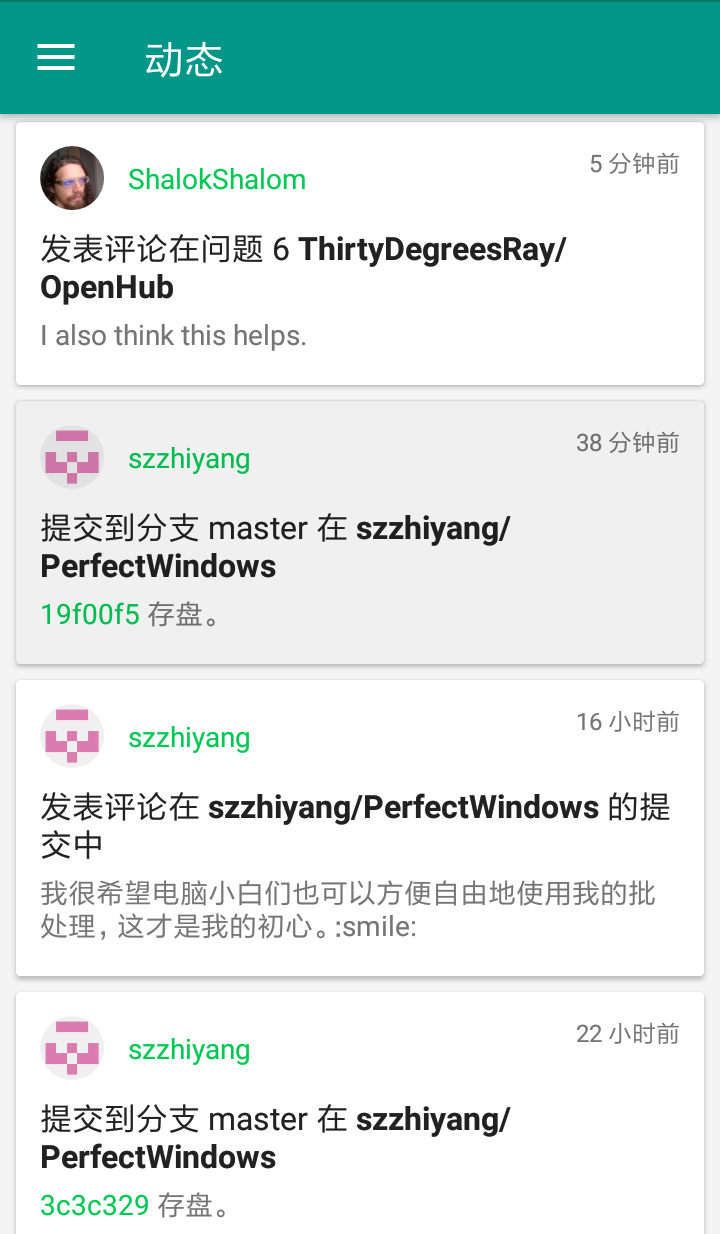 动态
ShalokShalom
5 分钟前
发表评论在问题 6 ThirtyDegreesRay/
OpenHub
I also think this helps.
szzhiyang
38 分钟前
提交到分支 master 在 szzhiyang/
PerfectWindows
19f00f5 存盘。
szzhiyang
16 小时前
发表评论在 szzhiyang/PerfectWindows 的提
交中
我很希望电脑小白们也可以方便自由地使用我的批
处理，这才是我的初心。:smile:
szzhiyang
22 小时前
提交到分支 master 在 szzhiyang/
PerfectWindows
3c3c329 存盘。